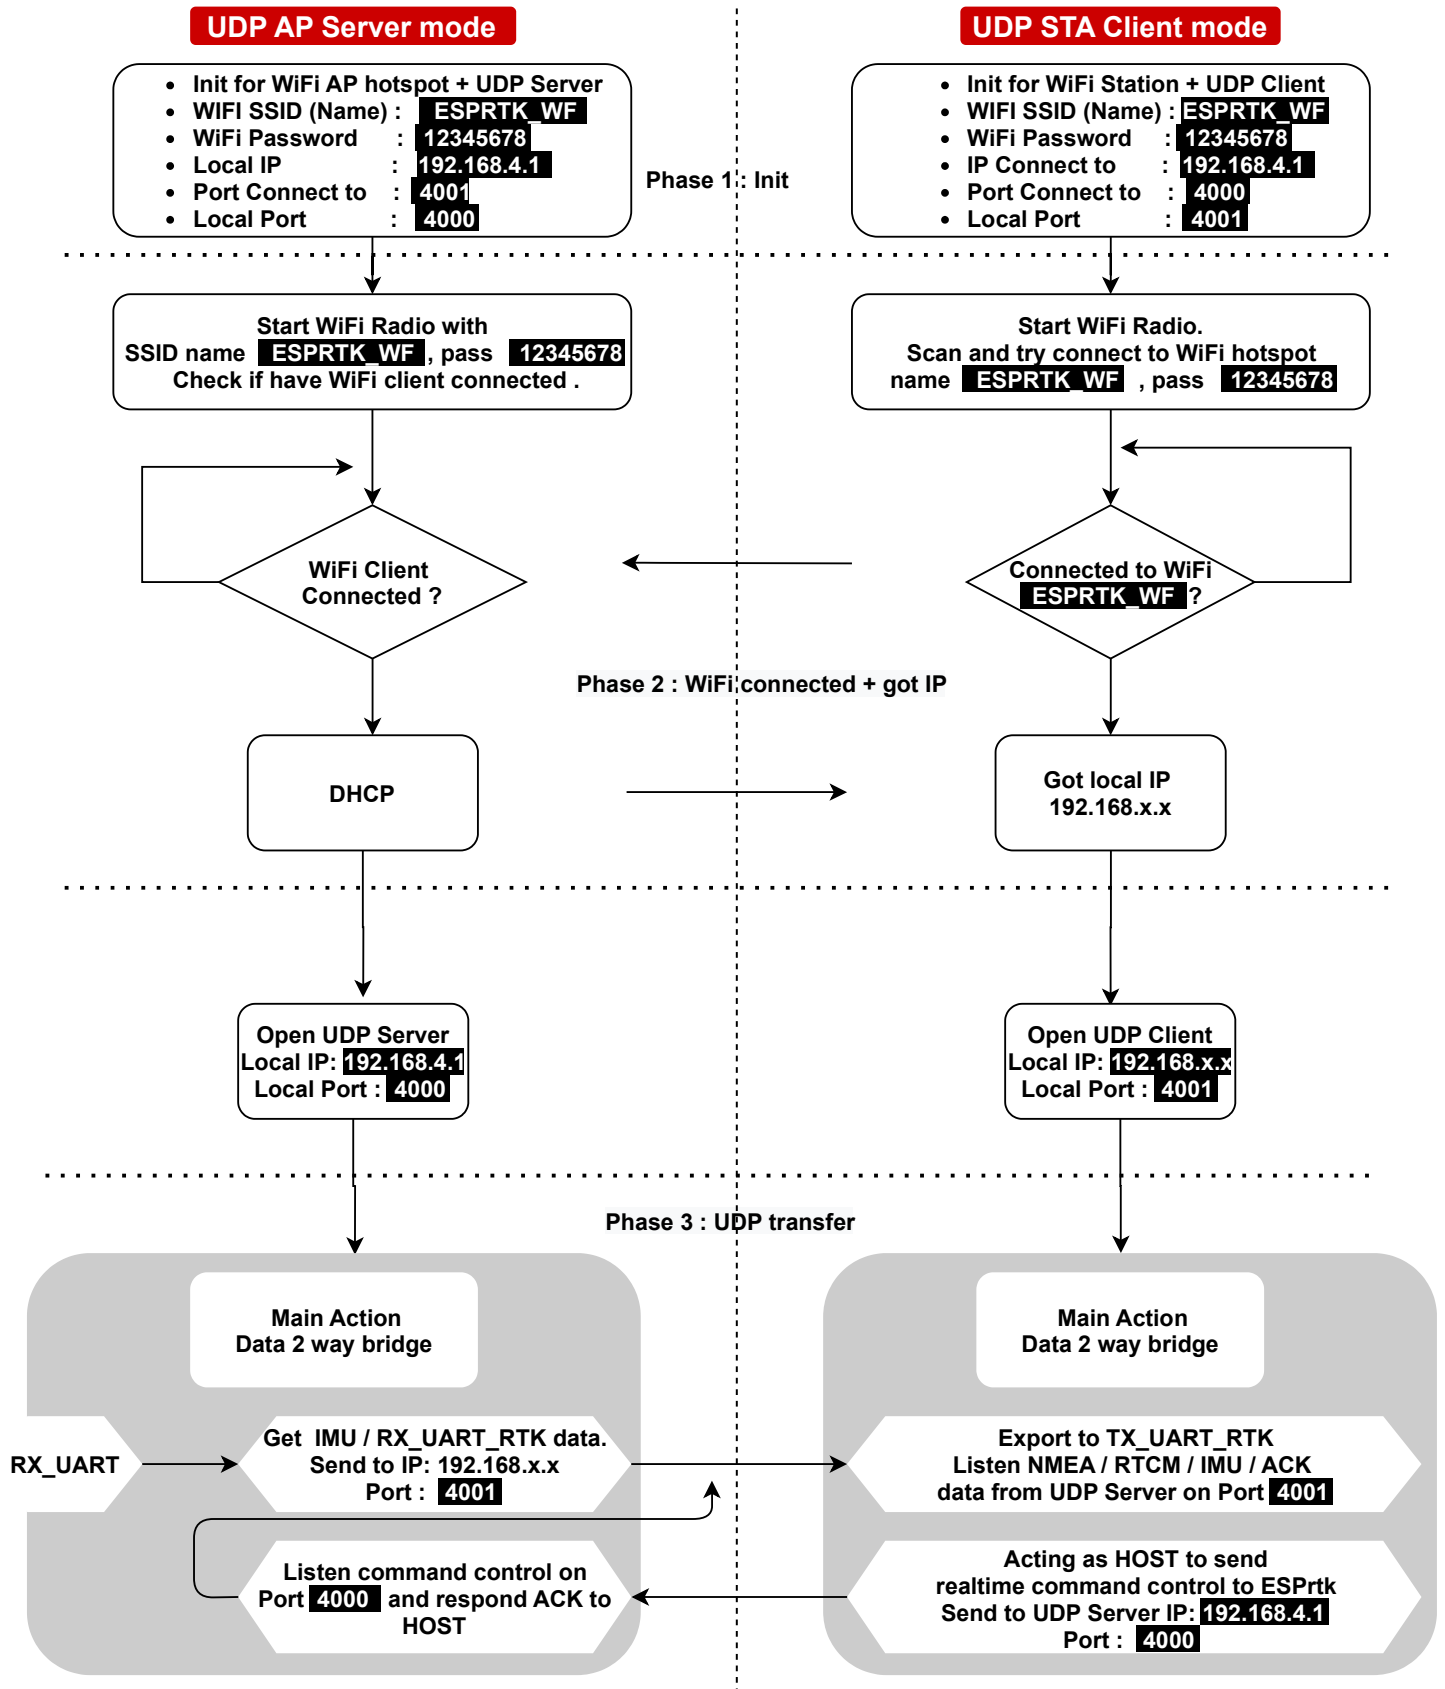 UDP AP Server mode
Init for WiFi AP hotspot + UDP Server
WIFI SSID (Name) : ESPRTK_WF
WiFi Password : 12345678
Local IP : 192.168.4.1
Port Connect to : 4001
Local Port : 4000
UDP STA Client mode
Init for WiFi Station + UDP Client
WIFI SSID (Name) : ESPRTK_WF
WiFi Password : 12345678
IP Connect to : 192.168.4.1
Port Connect to : 4000
Local Port : 4001
Phase 1 : Init
Start WiFi Radio with
SSID name ESPRTK_WF , pass 12345678
Check if have WiFi client connected .
Start WiFi Radio.
Scan and try connect to WiFi hotspot
name ESPRTK_WF , pass 12345678
WiFi Client
Connected ?
Connected to WiFi
ESPRTK_WF ?
Phase 2 : WiFi connected + got IP
DHCP
Got local IP
192.168.x.x
Open UDP Server
Local IP: 192.168.4.1
Local Port : 4000
Open UDP Client
Local IP: 192.168.x.x
Local Port : 4001
Phase 3 : UDP transfer
Main Action
Data 2 way bridge
Main Action
Data 2 way bridge
RX_UART
Get IMU / RX_UART_RTK data.
Send to IP: 192.168.x.x
Port : 4001
Export to TX_UART_RTK
Listen NMEA / RTCM / IMU / ACK
data from UDP Server on Port 4001
Listen command control on
Port 4000 and respond ACK to
HOST
Acting as HOST to send
realtime command control to ESPrtk
Send to UDP Server IP: 192.168.4.1
Port : 4000